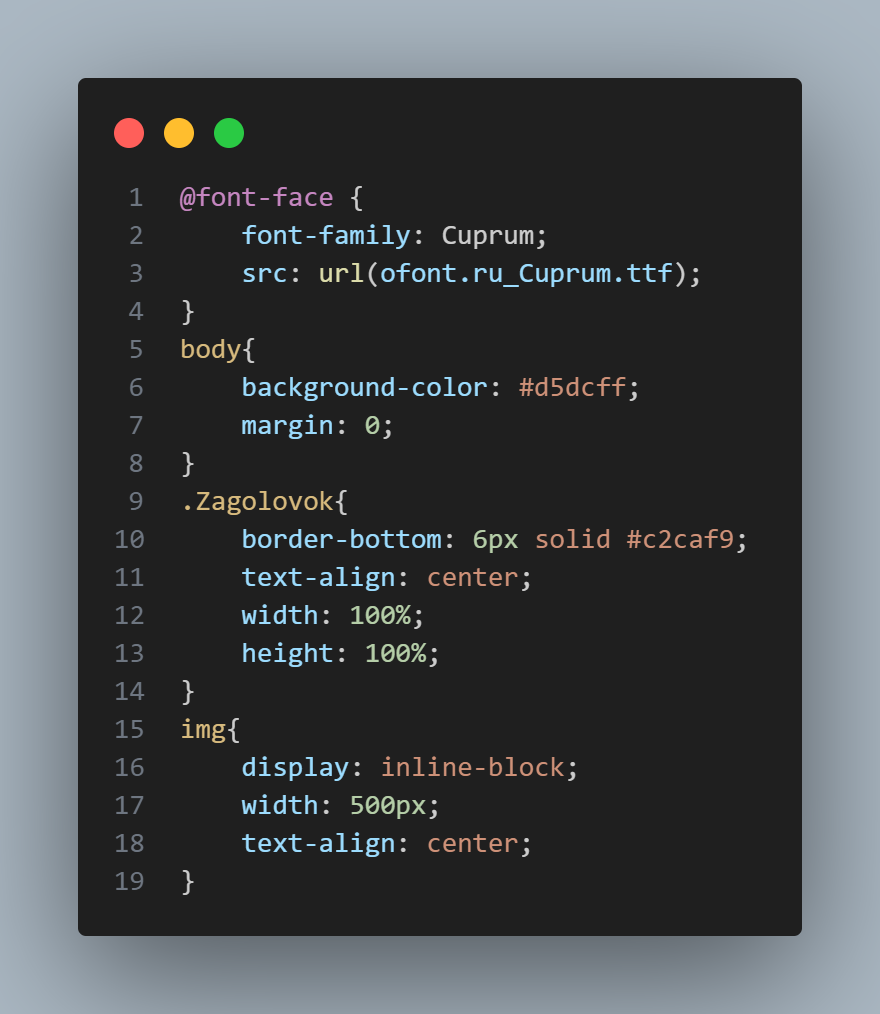 1 @font-face {
2     font-family: Cuprum;
3     src: url(ofont.ru_Cuprum.ttf);
4 }
5 body{
6     background-color: #d5dcff;
7     margin: 0;
8 }
9 .Zagolovok{
10     border-bottom: 6px solid #c2caf9;
11     text-align: center;
12     width: 100%;
13     height: 100%;
14 }
15 img{
16     display: inline-block;
17     width: 500px;
18     text-align: center;
19 }